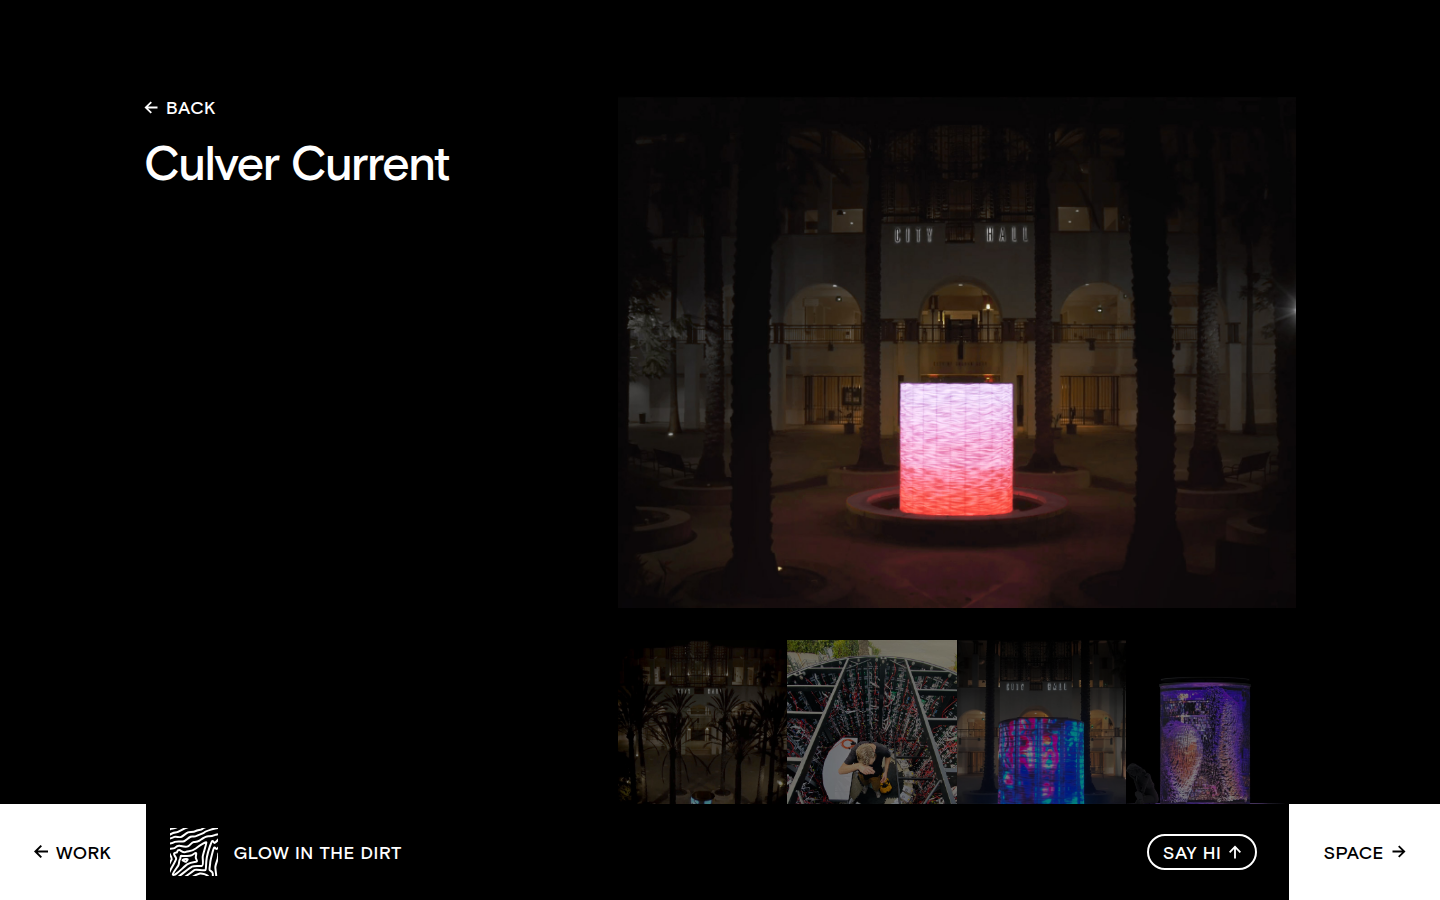 ← BACK
Culver Current
CITY HALL
← WORK
GLOW IN THE DIRT
SAY HI ↑
SPACE →